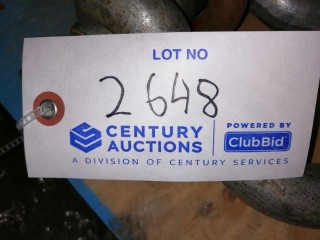 LOT NO
2648
CENTURY AUCTIONS
POWERED BY
ClubBid
A DIVISION OF CENTURY SERVICES